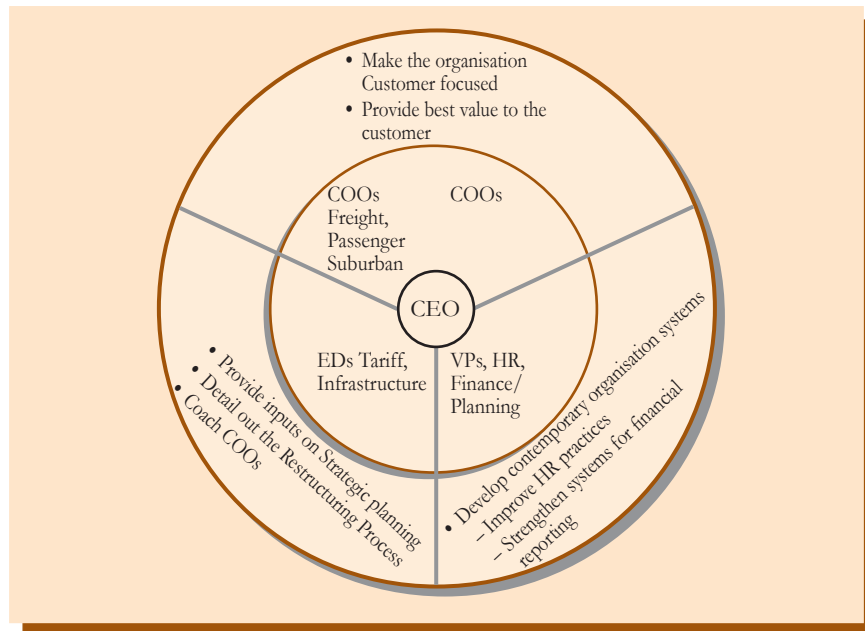 • Make the organisation
Customer focused
• Provide best value to the
customer
COOs
Freight,
Passenger
Suburban
COOs
CEO
EDs Tariff,
Infrastructure
VPs, HR,
Finance/
Planning
• Provide inputs on Strategic planning
• Detail out the Restructuring Process
• Coach COOs
• Develop contemporary organisation systems
– Improve HR practices
– Strengthen systems for financial
reporting